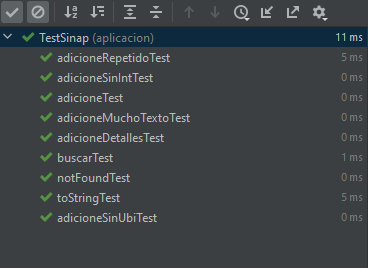 TestSinap (aplicacion) 11 ms
adicioneRepetidoTest 5 ms
adicioneSinIntTest 0 ms
adicioneTest 0 ms
adicioneMuchoTextoTest 0 ms
adicioneDetallesTest 0 ms
buscarTest 1 ms
notFoundTest 0 ms
toStringTest 5 ms
adicioneSinUbiTest 0 ms